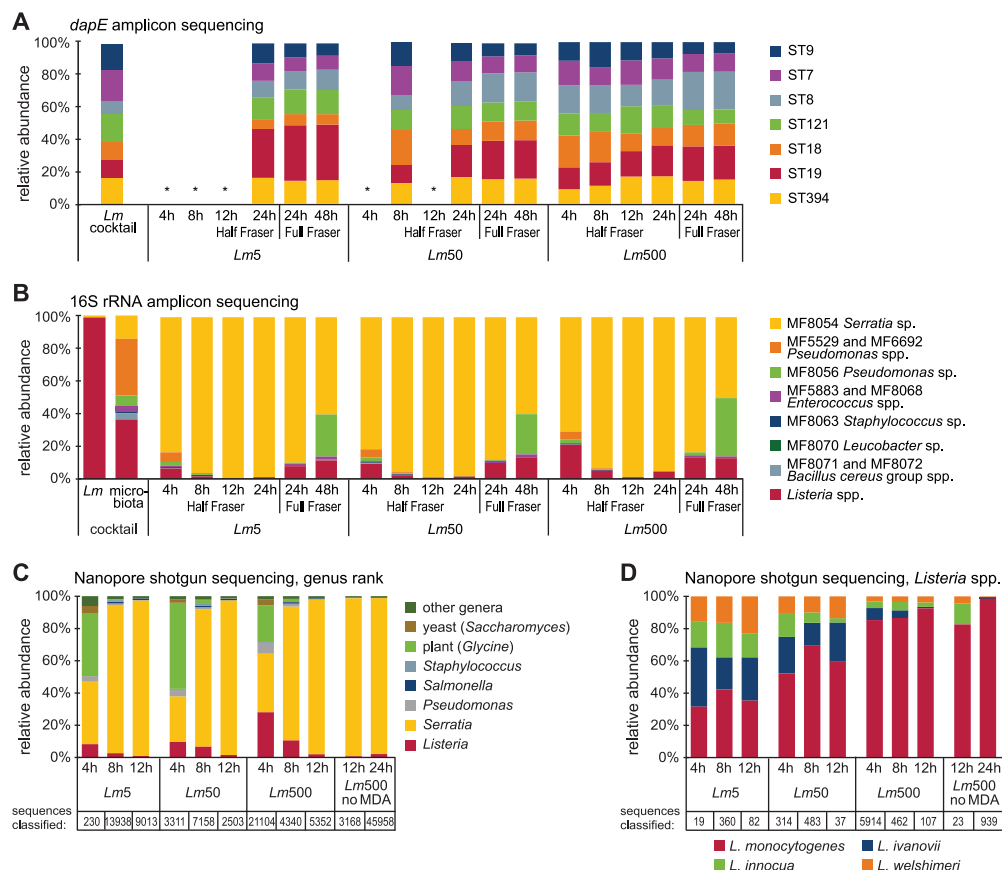 A
dapE amplicon sequencing
relative abundance
100%
80%
60%
40%
20%
0%
* * * * *
Lm
cocktail
4h 8h 12h 24h 24h 48h 4h 8h 12h 24h 24h 48h 4h 8h 12h 24h 24h 48h
Half Fraser Full Fraser Half Fraser Full Fraser Half Fraser Full Fraser
Lm5 Lm50 Lm500
ST9
ST7
ST8
ST121
ST18
ST19
ST394
B
16S rRNA amplicon sequencing
relative abundance
100%
80%
60%
40%
20%
0%
Lm micro-
biota
cocktail
4h 8h 12h 24h 24h 48h 4h 8h 12h 24h 24h 48h 4h 8h 12h 24h 24h 48h
Half Fraser Full Fraser Half Fraser Full Fraser Half Fraser Full Fraser
Lm5 Lm50 Lm500
MF8054 Serratia sp.
MF5529 and MF6692
Pseudomonas spp.
MF8056 Pseudomonas sp.
MF5883 and MF8068
Enterococcus spp.
MF8063 Staphylococcus sp.
MF8070 Leucobacter sp.
MF8071 and MF8072
Bacillus cereus group spp.
Listeria spp.
C
Nanopore shotgun sequencing, genus rank
relative abundance
100%
80%
60%
40%
20%
0%
4h 8h 12h 4h 8h 12h 4h 8h 12h 12h 24h
Lm5 Lm50 Lm500 Lm500
no MDA
sequences
classified:
230 13938 9013 3311 7158 2503 21104 4340 5352 3168 45958
other genera
yeast (Saccharomyces)
plant (Glycine)
Staphylococcus
Salmonella
Pseudomonas
Serratia
Listeria
D
Nanopore shotgun sequencing, Listeria spp.
relative abundance
100%
80%
60%
40%
20%
0%
4h 8h 12h 4h 8h 12h 4h 8h 12h 12h 24h
Lm5 Lm50 Lm500 Lm500
no MDA
sequences
classified:
19 360 82 314 483 37 5914 462 107 23 939
L. monocytogenes L. ivanovii
L. innocua L. welshimeri